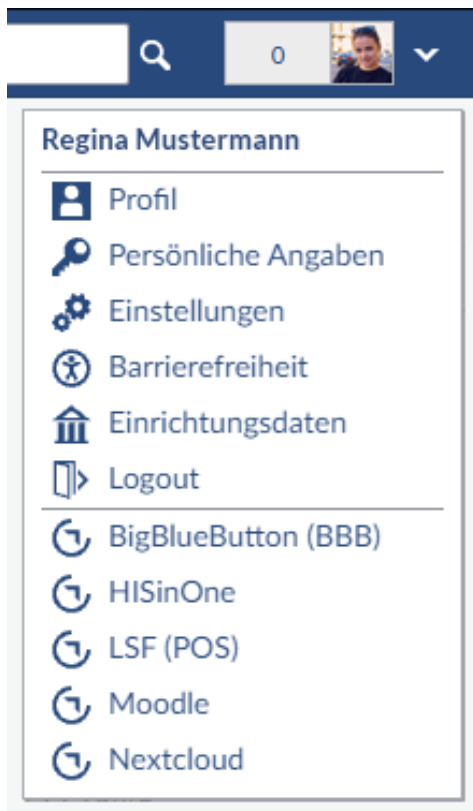 0
Regina Mustermann
Profil
Persönliche Angaben
Einstellungen
Barrierefreiheit
Einrichtungsdaten
Logout
BigBlueButton (BBB)
HISinOne
LSF (POS)
Moodle
Nextcloud